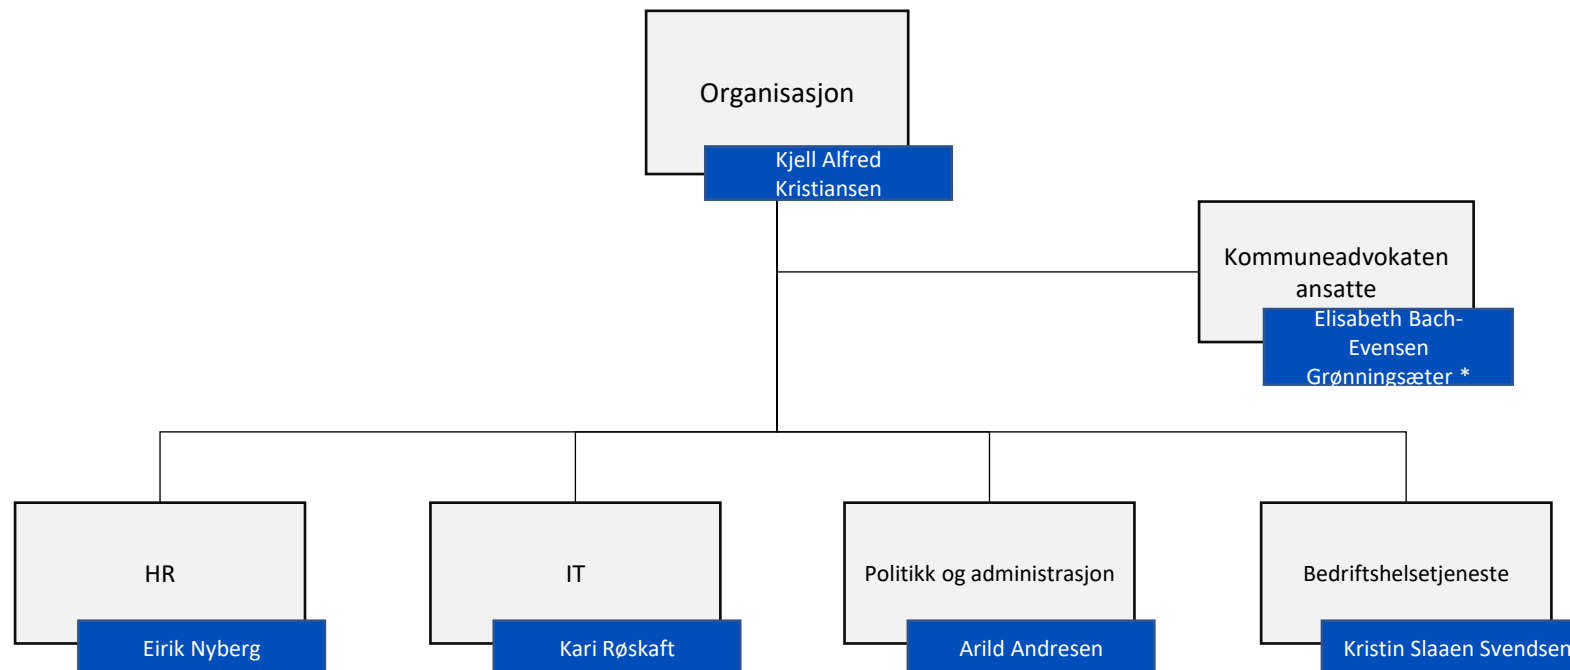 Organisasjon
Kjell Alfred
Kristiansen
Kommuneadvokaten
ansatte
Elisabeth Bach-
Evensen
Grønningsæter *
HR
Eirik Nyberg
IT
Kari Røskaft
Politikk og administrasjon
Arild Andresen
Bedriftshelsetjeneste
Kristin Slaaen Svendsen